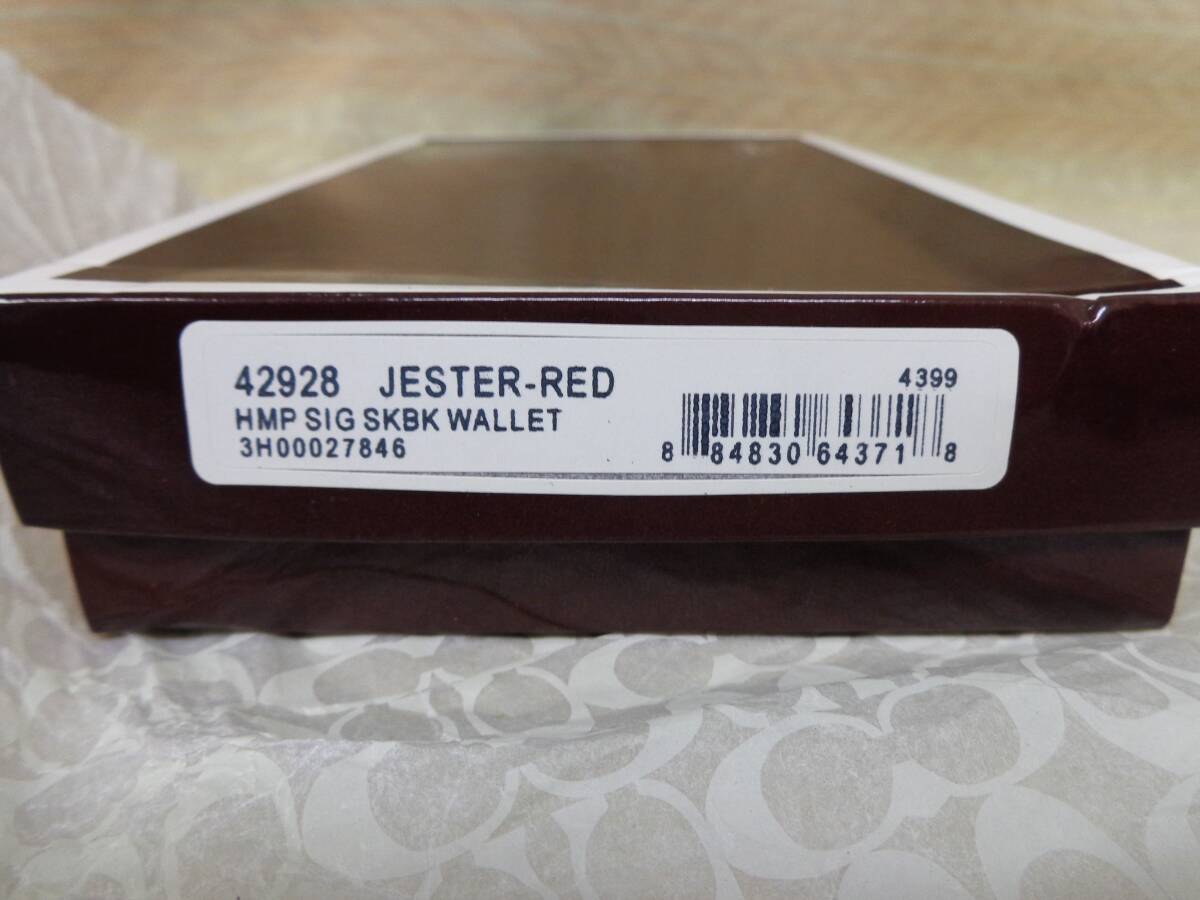 42928 JESTER-RED
HMP SIG SKBK WALLET
3H00027846
4399
8 84830 64371 8